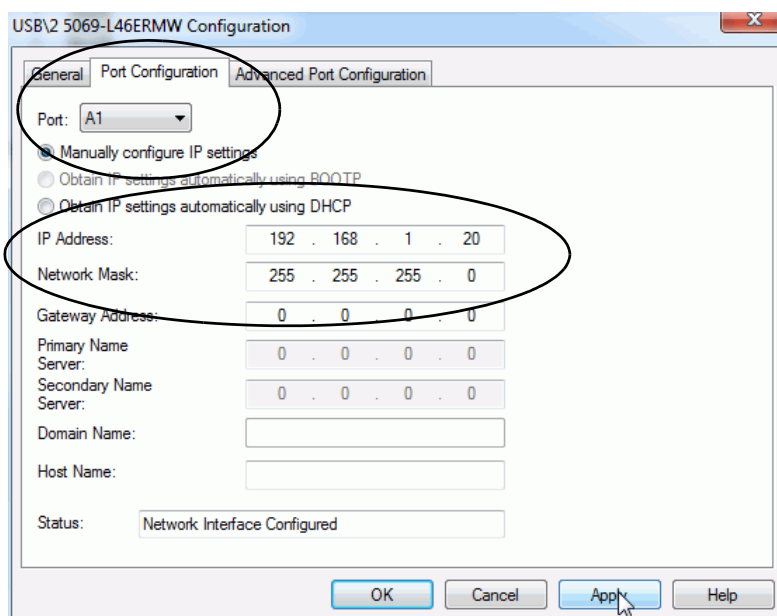 USB\2 5069-L46ERMW Configuration
General Port Configuration Advanced Port Configuration
Port: A1
Manually configure IP settings
Obtain IP settings automatically using BOOTP
Obtain IP settings automatically using DHCP
IP Address: 192 . 168 . 1 . 20
Network Mask: 255 . 255 . 255 . 0
Gateway Address: 0 . 0 . 0 . 0
Primary Name
Server: 0 . 0 . 0 . 0
Secondary Name
Server: 0 . 0 . 0 . 0
Domain Name:
Host Name:
Status: Network Interface Configured
OK Cancel Apply Help